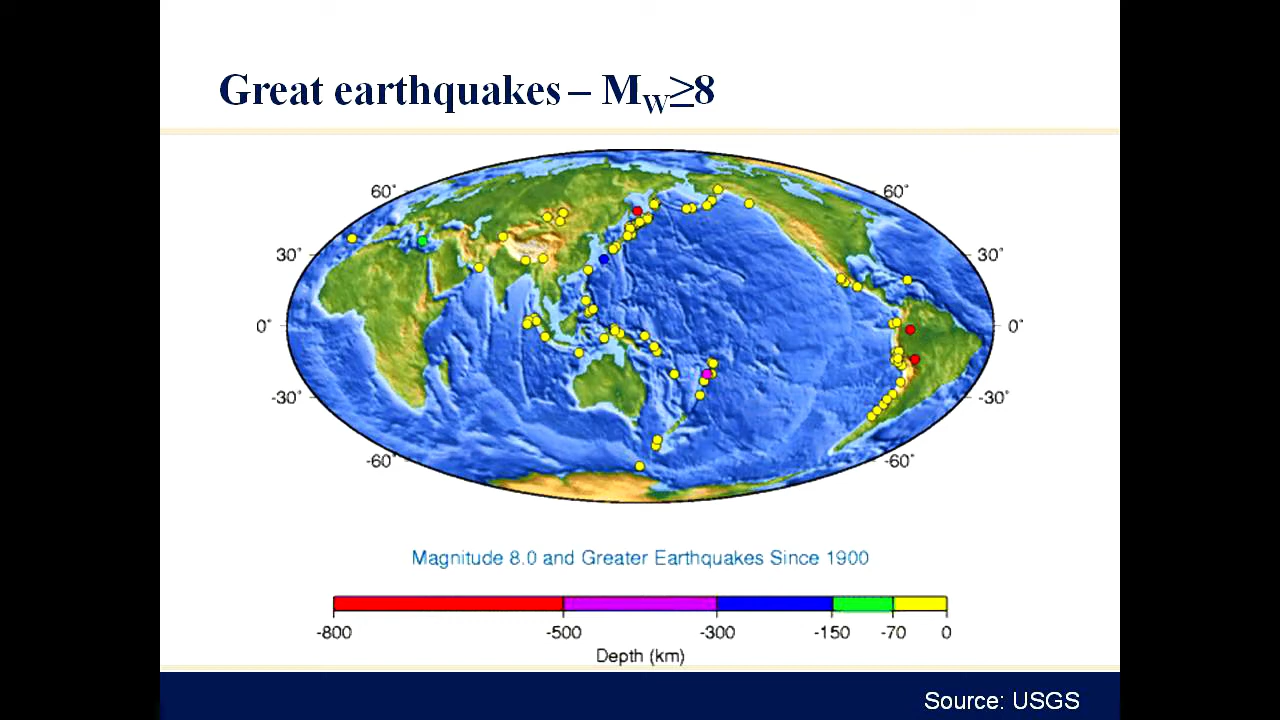 Great earthquakes – MW≥8
60° 60°
30° 30°
0° 0°
-30° -30°
-60° -60°
Magnitude 8.0 and Greater Earthquakes Since 1900
-800 -500 -300 -150 -70 0
Depth (km)
Source: USGS